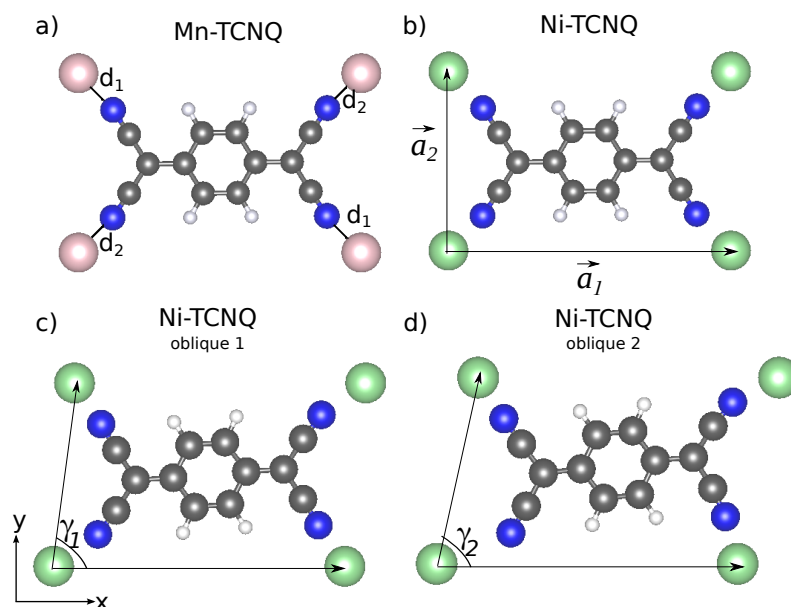 a)
Mn-TCNQ
d1
d2
d2
d1
b)
Ni-TCNQ
a2
a1
c)
Ni-TCNQ
oblique 1
γ1
y
x
d)
Ni-TCNQ
oblique 2
γ2